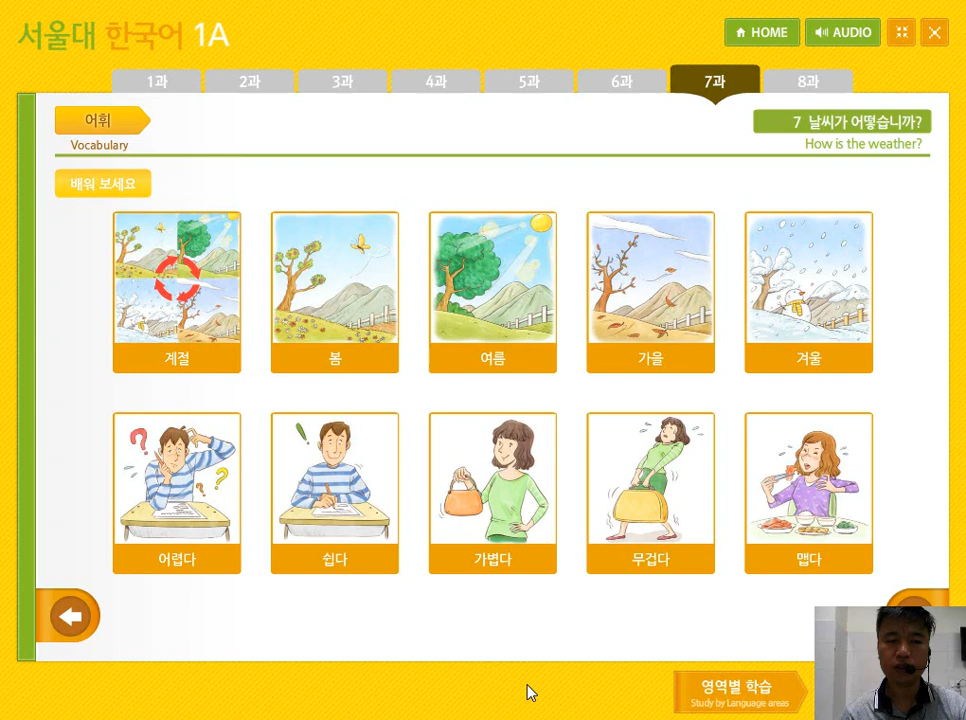 서울대 한국어 1A
HOME
AUDIO
1과
2과
3과
4과
5과
6과
7과
8과
어휘
Vocabulary
7 날씨가 어떻습니까?
How is the weather?
배워 보세요
계절
봄
여름
가을
겨울
어렵다
쉽다
가볍다
무겁다
맵다
영역별 학습
Study by Language areas